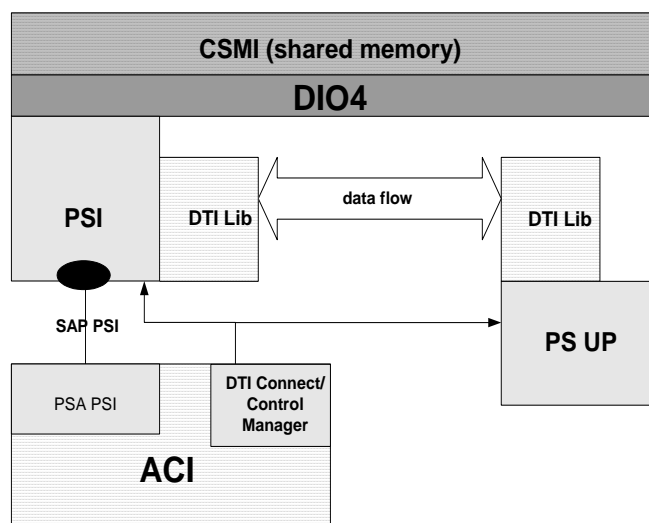 CSMI (shared memory)
DIO4
PSI
DTI Lib
data flow
DTI Lib
SAP PSI
PS UP
PSA PSI
DTI Connect/
Control
Manager
ACI